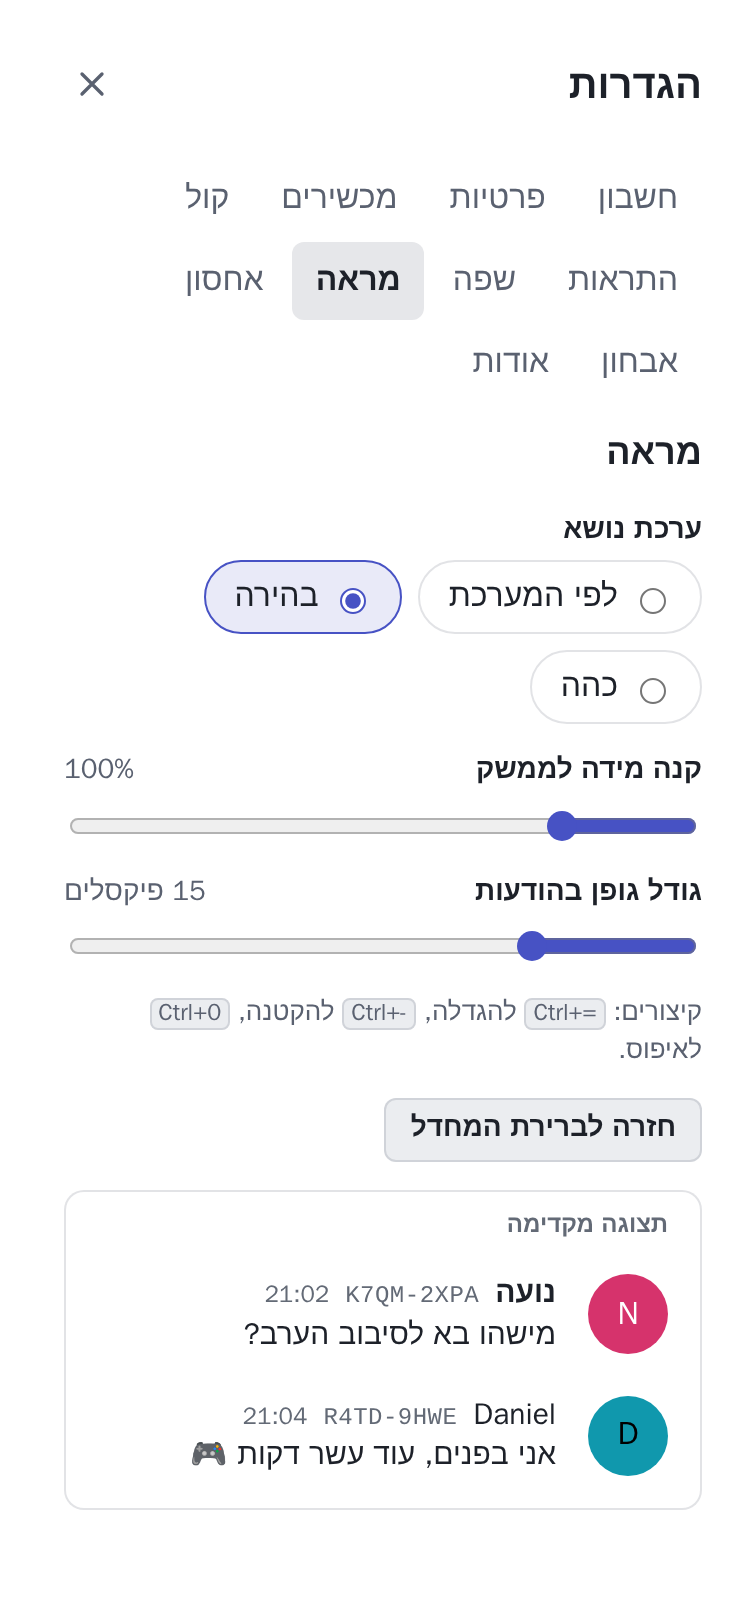 הגדרות
חשבון פרטיות מכשירים קול
התראות שפה מראה אחסון
אבחון אודות
מראה
ערכת נושא
לפי המערכת בהירה
כהה
קנה מידה לממשק 100%
גודל גופן בהודעות 15 פיקסלים
קיצורים: Ctrl+= להגדלה, Ctrl+- להקטנה, Ctrl+0
לאיפוס.
חזרה לברירת המחדל
תצוגה מקדימה
N
נועה K7QM-2XPA 21:02
מישהו בא לסיבוב הערב?
D
Daniel R4TD-9HWE 21:04
אני בפנים, עוד עשר דקות 🎮